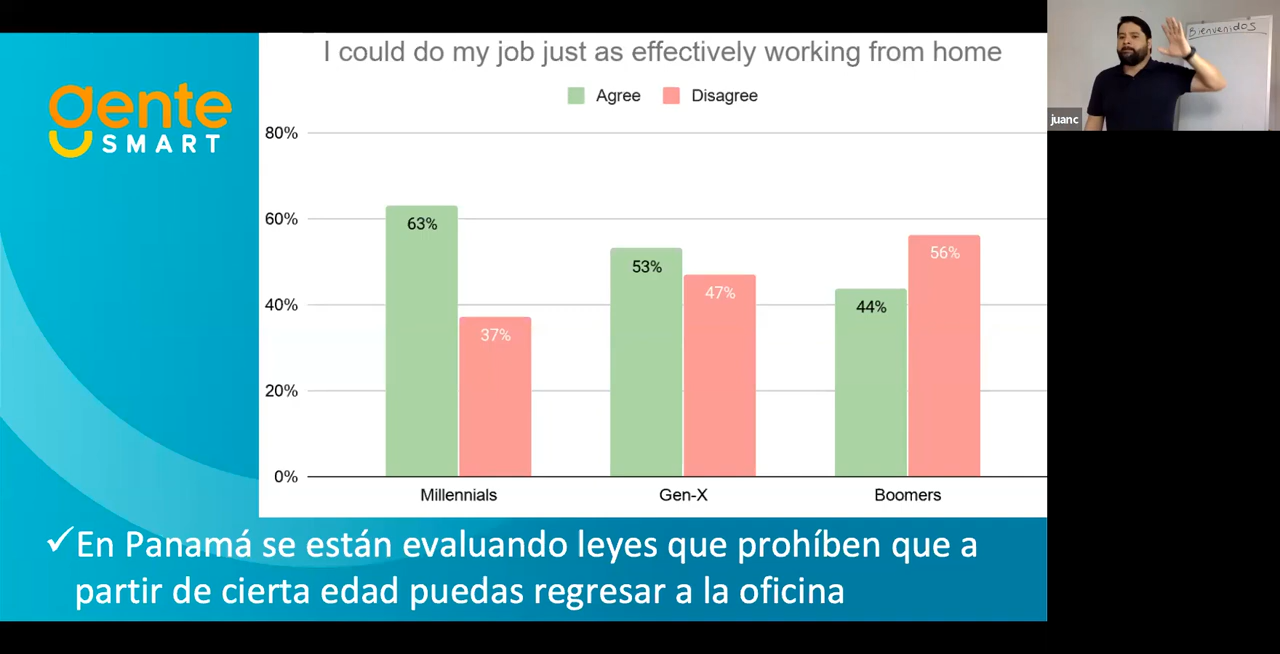 I could do my job just as effectively working from home
Agree Disagree
gente
SMART
80%
60%
40%
20%
0%
63%
37%
53%
47%
44%
56%
Millennials Gen-X Boomers
✓En Panamá se están evaluando leyes que prohíben que a
partir de cierta edad puedas regresar a la oficina
Bienvenidos
juanc